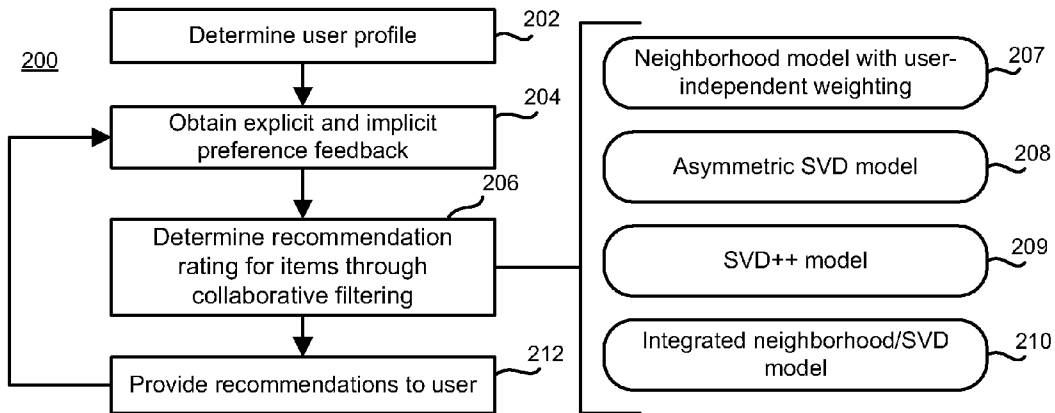 200
Determine user profile
202
Obtain explicit and implicit
preference feedback
204
Determine recommendation
rating for items through
collaborative filtering
206
Provide recommendations to user
212
Neighborhood model with user-
independent weighting
207
Asymmetric SVD model
208
SVD++ model
209
Integrated neighborhood/SVD
model
210